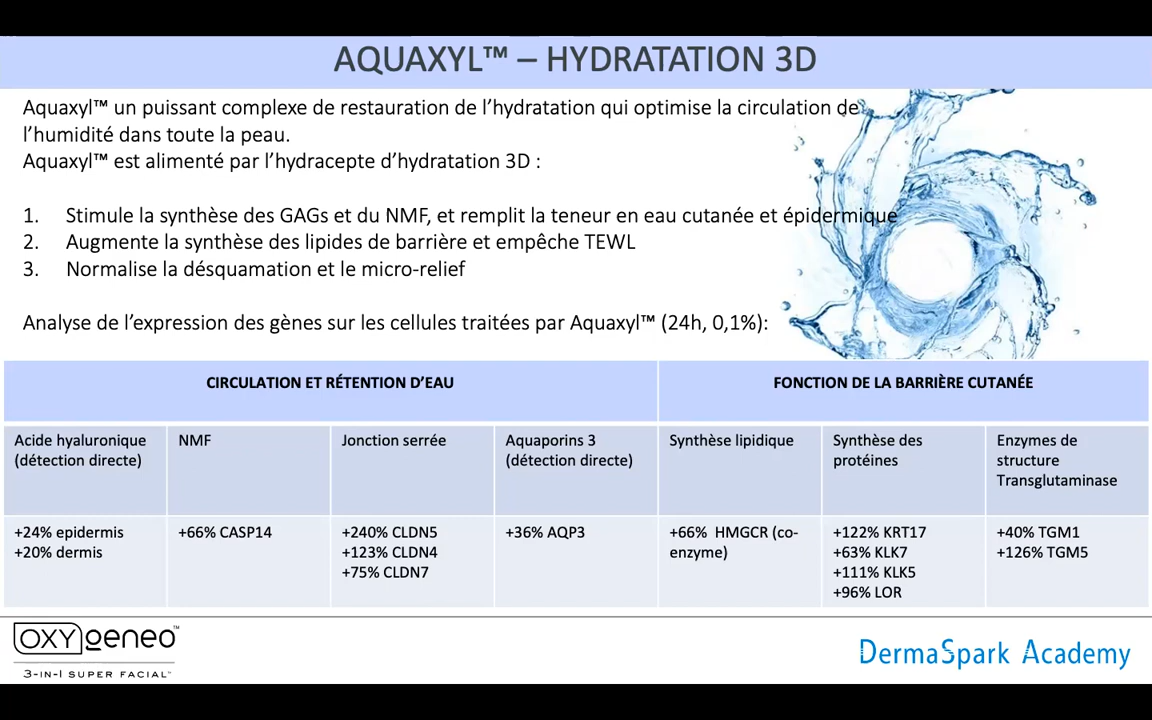 AQUAXYL™ – HYDRATATION 3D
Aquaxyl™ un puissant complexe de restauration de l’hydratation qui optimise la circulation de
l’humidité dans toute la peau.
Aquaxyl™ est alimenté par l’hydracepte d’hydratation 3D :
1. Stimule la synthèse des GAGs et du NMF, et remplit la teneur en eau cutanée et épidermique
2. Augmente la synthèse des lipides de barrière et empêche TEWL
3. Normalise la désquamation et le micro-relief
Analyse de l’expression des gènes sur les cellules traitées par Aquaxyl™ (24h, 0,1%):
CIRCULATION ET RÉTENTION D’EAU
FONCTION DE LA BARRIÈRE CUTANÉE
Acide hyaluronique
(détection directe)
NMF
Jonction serrée
Aquaporins 3
(détection directe)
Synthèse lipidique
Synthèse des
protéines
Enzymes de
structure
Transglutaminase
+24% epidermis
+20% dermis
+66% CASP14
+240% CLDN5
+123% CLDN4
+75% CLDN7
+36% AQP3
+66% HMGCR (co-
enzyme)
+122% KRT17
+63% KLK7
+111% KLK5
+96% LOR
+40% TGM1
+126% TGM5
OXYgeneo™
3-IN-1 SUPER FACIAL™
DermaSpark Academy